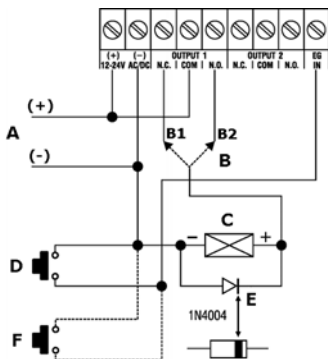 (+) (-) OUTPUT 1 OUTPUT 2 EG
12-24V AC/DC N.C. COM N.O. N.C. COM N.O. IN
(+)
B1 B2
A
B
(-)
C
- +
D
E
1N4004
F